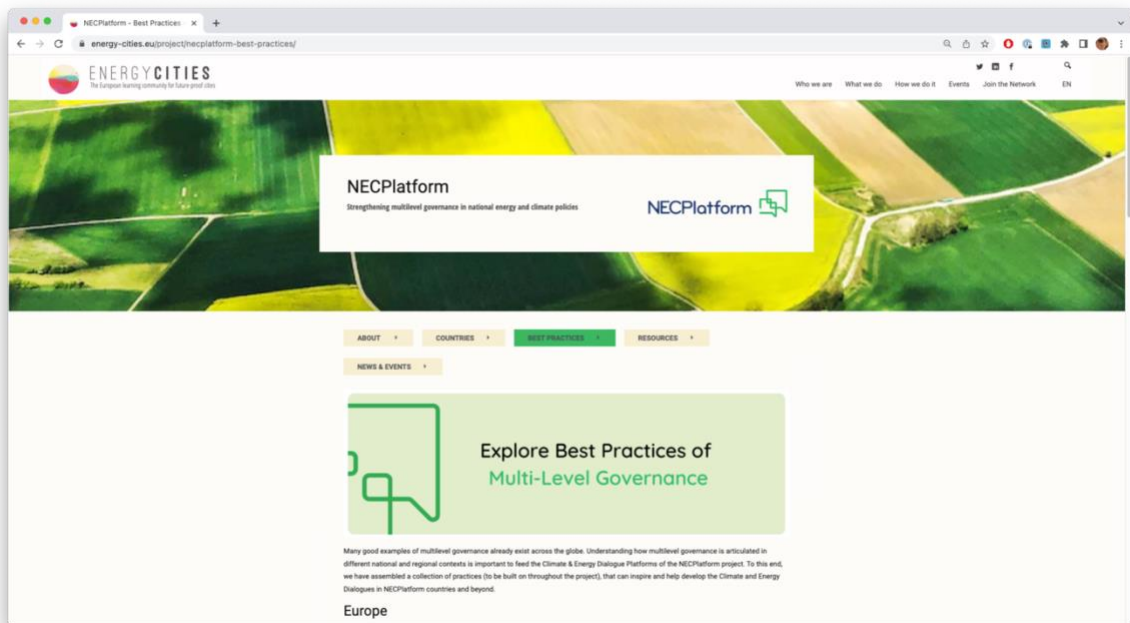 NECPlatform - Best Practices
energy-cities.eu/project/necplatform-best-practices/
ENERGYCITIES
The European learning community for future-proof cities
Who we are What we do How we do it Events Join the Network EN
NECPlatform
Strengthening multilevel governance in national energy and climate policies
NECPlatform
ABOUT
COUNTRIES
BEST PRACTICES
RESOURCES
NEWS & EVENTS
Explore Best Practices of
Multi-Level Governance
Many good examples of multilevel governance already exist across the globe. Understanding how multilevel governance is articulated in
different national and regional contexts is important to feed the Climate & Energy Dialogue Platforms of the NECPlatform project. To this end,
we have assembled a collection of practices (to be built on throughout the project), that can inspire and help develop the Climate and Energy
Dialogues in NECPlatform countries and beyond.
Europe